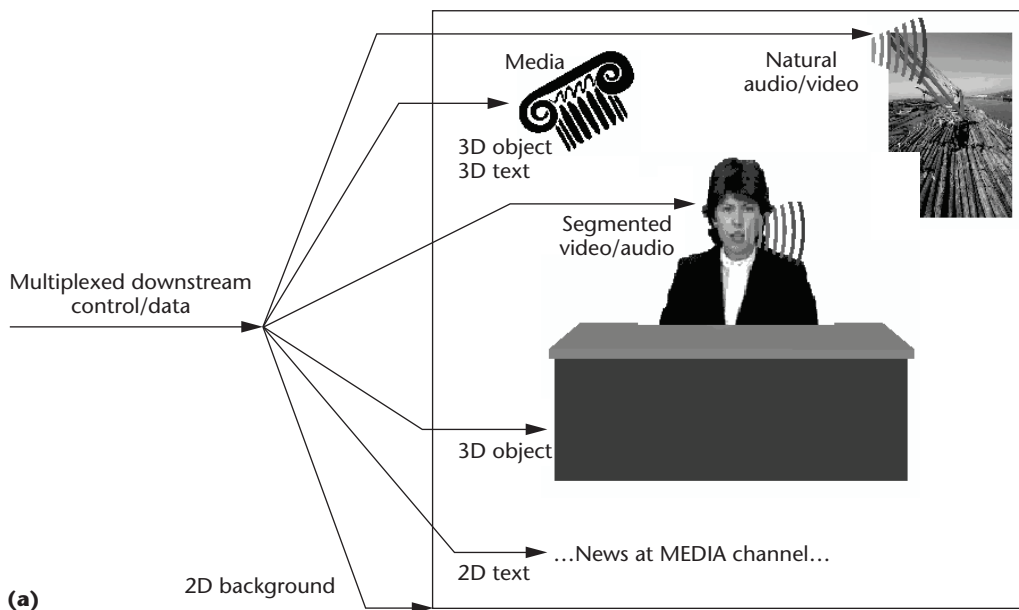 Media
Natural
audio/video
3D object
3D text
Segmented
video/audio
Multiplexed downstream
control/data
3D object
…News at MEDIA channel…
2D text
2D background
(a)